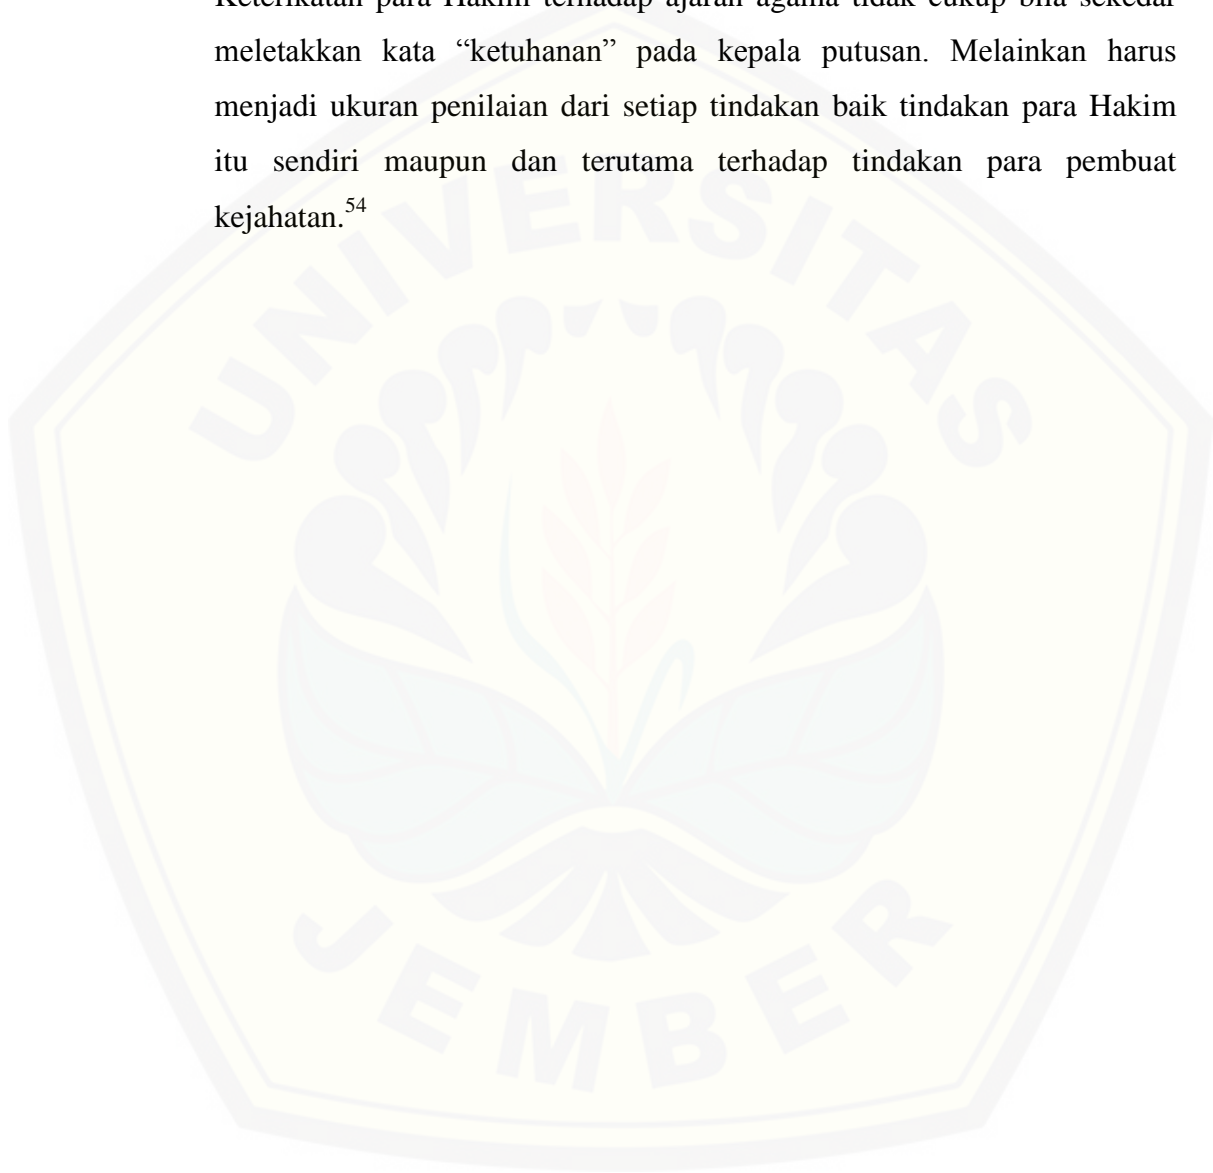 Keterikatan para Hakim terhadap ajaran agama tidak cukup bila sekedar
meletakkan kata “ketuhanan” pada kepala putusan. Melainkan harus
menjadi ukuran penilaian dari setiap tindakan baik tindakan para Hakim
itu sendiri maupun dan terutama terhadap tindakan para pembuat
kejahatan.54
UNIVERSITAS
JEMBER